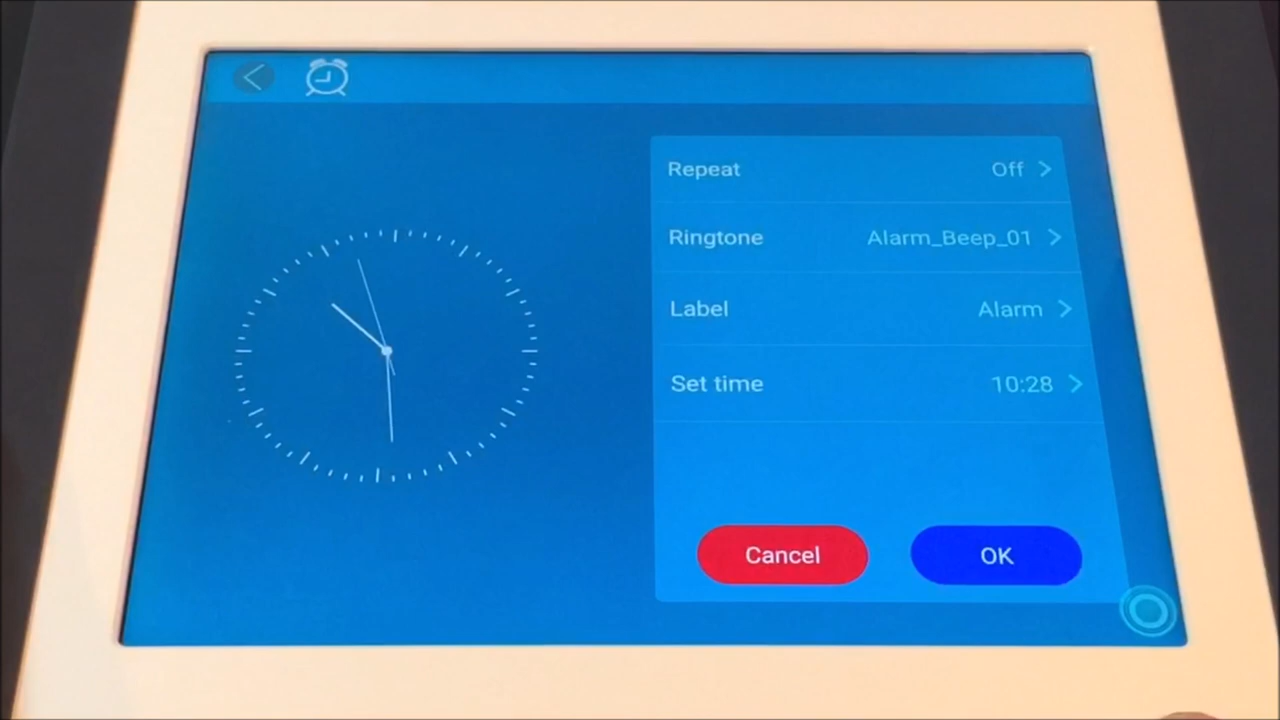 Repeat Off
Ringtone Alarm_Beep_01
Label Alarm
Set time 10:28
Cancel OK